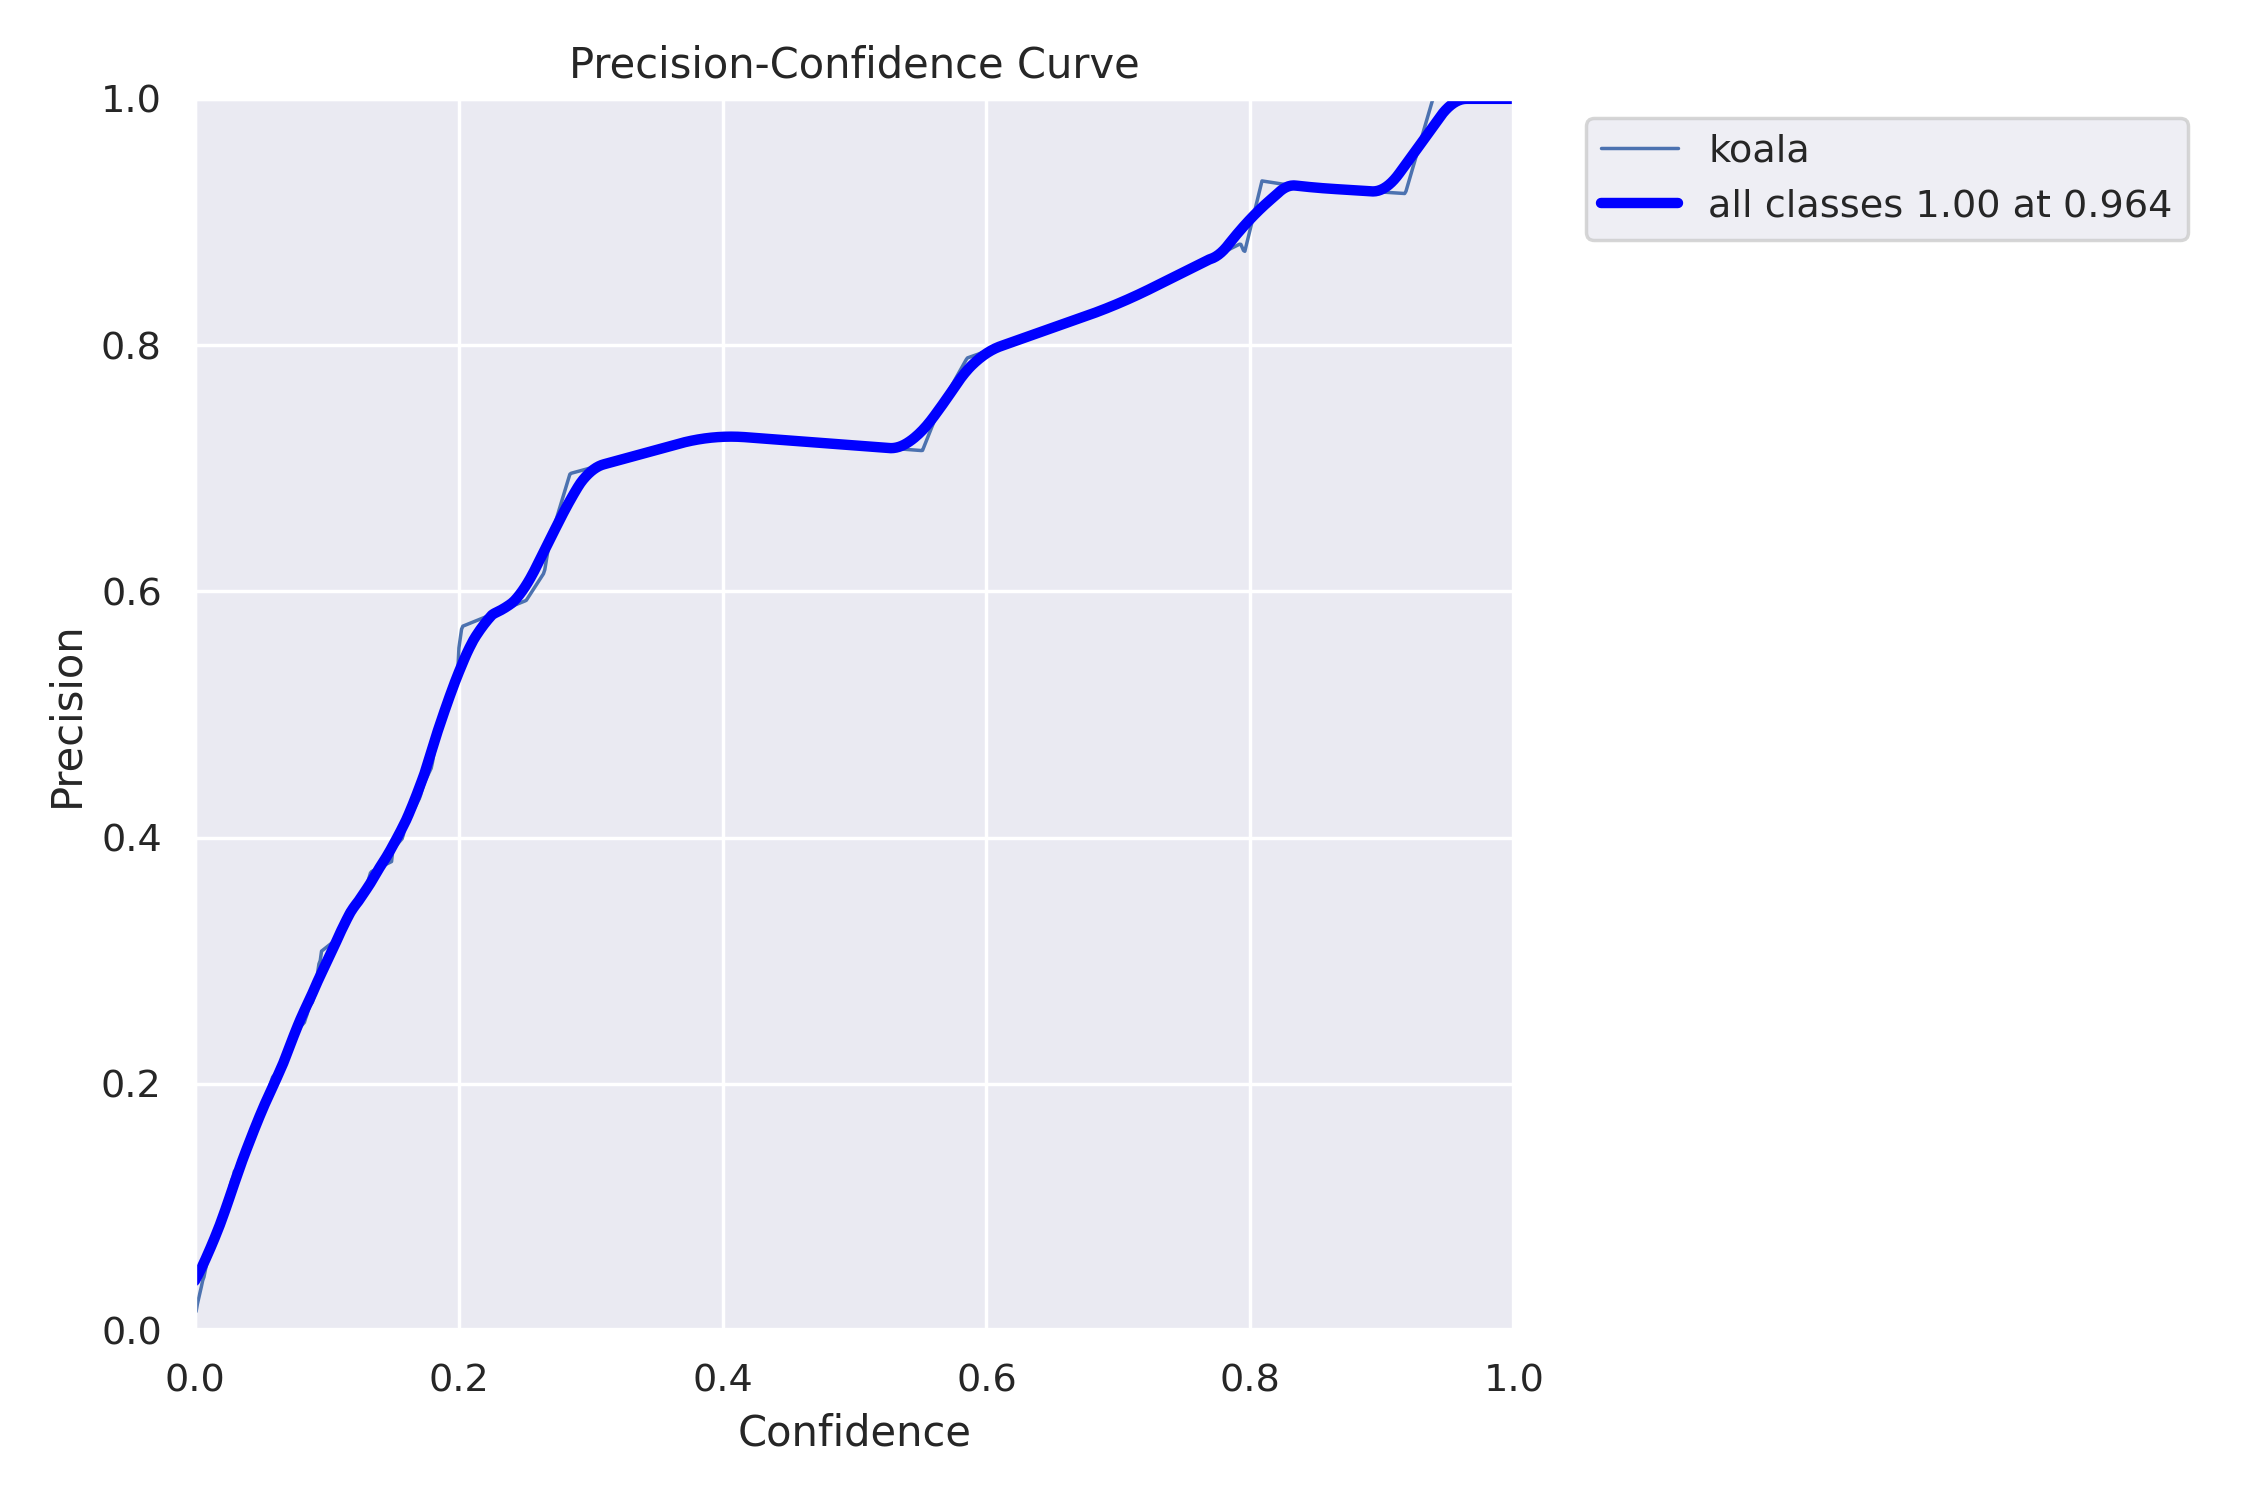 Precision-Confidence Curve
koala
all classes 1.00 at 0.964
1.0
0.8
0.6
0.4
0.2
0.0
Precision
0.0 0.2 0.4 0.6 0.8 1.0
Confidence